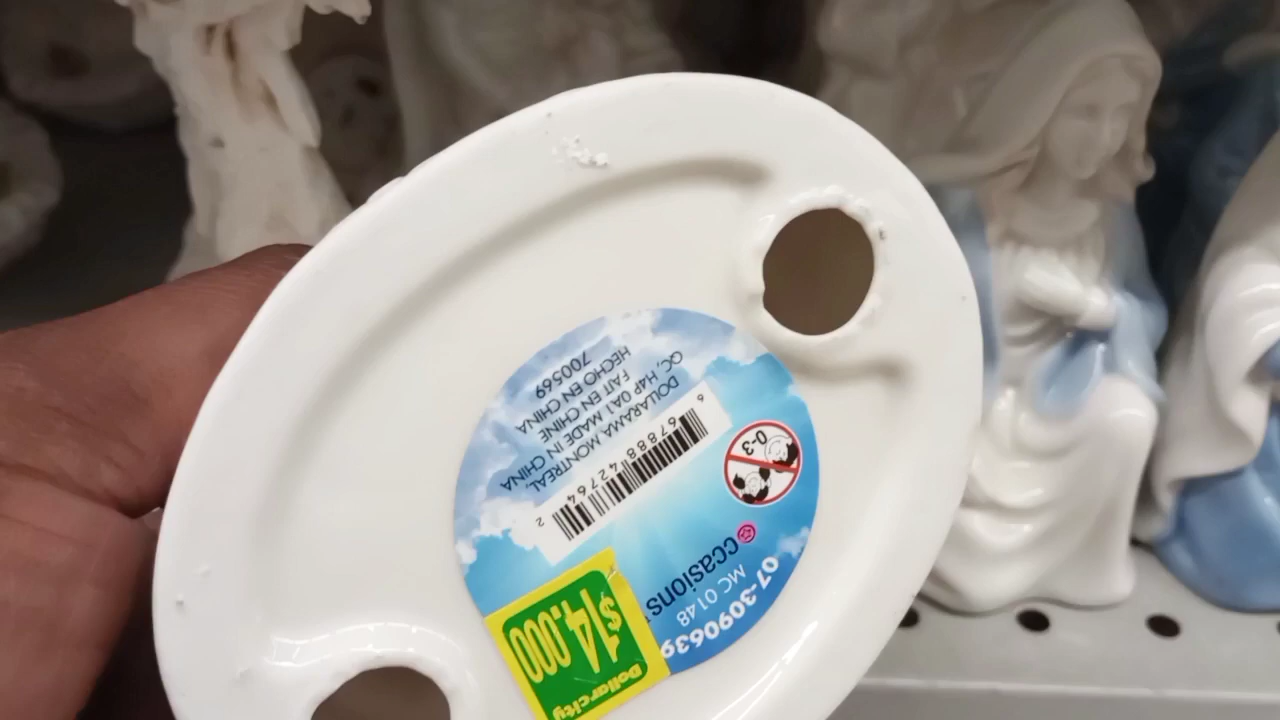 07-3090639
MC 0148
Occasions
0-3
6 67888 42764 2
DOLLARAMA MONTREAL,
QC, H4P 0A1 MADE IN CHINA
FAIT EN CHINE
HECHO EN CHINA
700569
Dollarcity
$14.000